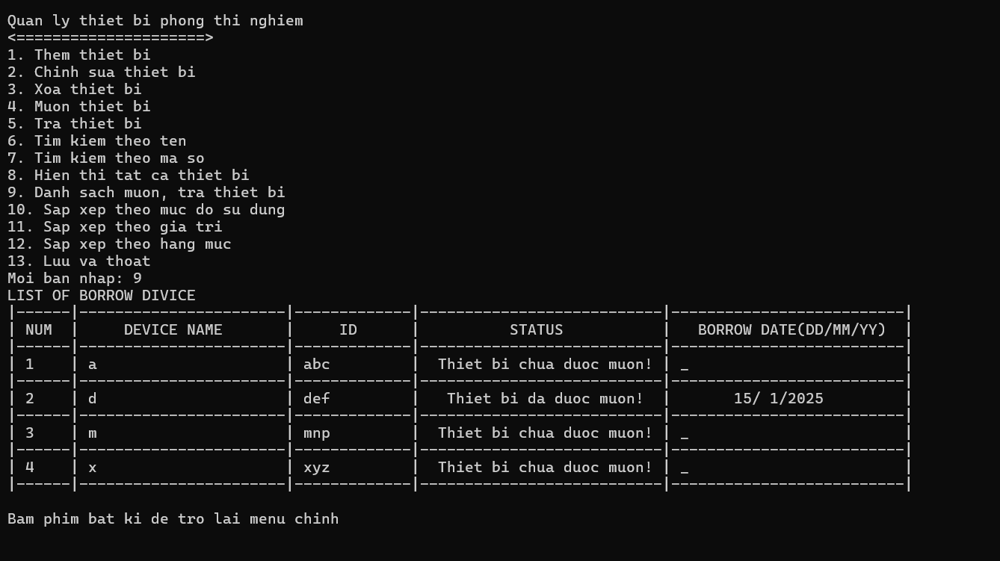 Quan ly thiet bi phong thi nghiem
<=====================>
1. Them thiet bi
2. Chinh sua thiet bi
3. Xoa thiet bi
4. Muon thiet bi
5. Tra thiet bi
6. Tim kiem theo ten
7. Tim kiem theo ma so
8. Hien thi tat ca thiet bi
9. Danh sach muon, tra thiet bi
10. Sap xep theo muc do su dung
11. Sap xep theo gia tri
12. Sap xep theo hang muc
13. Luu va thoat
Moi ban nhap: 9
LIST OF BORROW DIVICE
|------|-----------------------|-------------|---------------------------|--------------------------|
| NUM  |     DEVICE NAME       |     ID      |          STATUS           |   BORROW DATE(DD/MM/YY)  |
|------|-----------------------|-------------|---------------------------|--------------------------|
| 1    | a                     | abc         |  Thiet bi chua duoc muon! | _                        |
|------|-----------------------|-------------|---------------------------|--------------------------|
| 2    | d                     | def         |   Thiet bi da duoc muon!  |       15/ 1/2025         |
|------|-----------------------|-------------|---------------------------|--------------------------|
| 3    | m                     | mnp         |  Thiet bi chua duoc muon! | _                        |
|------|-----------------------|-------------|---------------------------|--------------------------|
| 4    | x                     | xyz         |  Thiet bi chua duoc muon! | _                        |
|------|-----------------------|-------------|---------------------------|--------------------------|
Bam phim bat ki de tro lai menu chinh